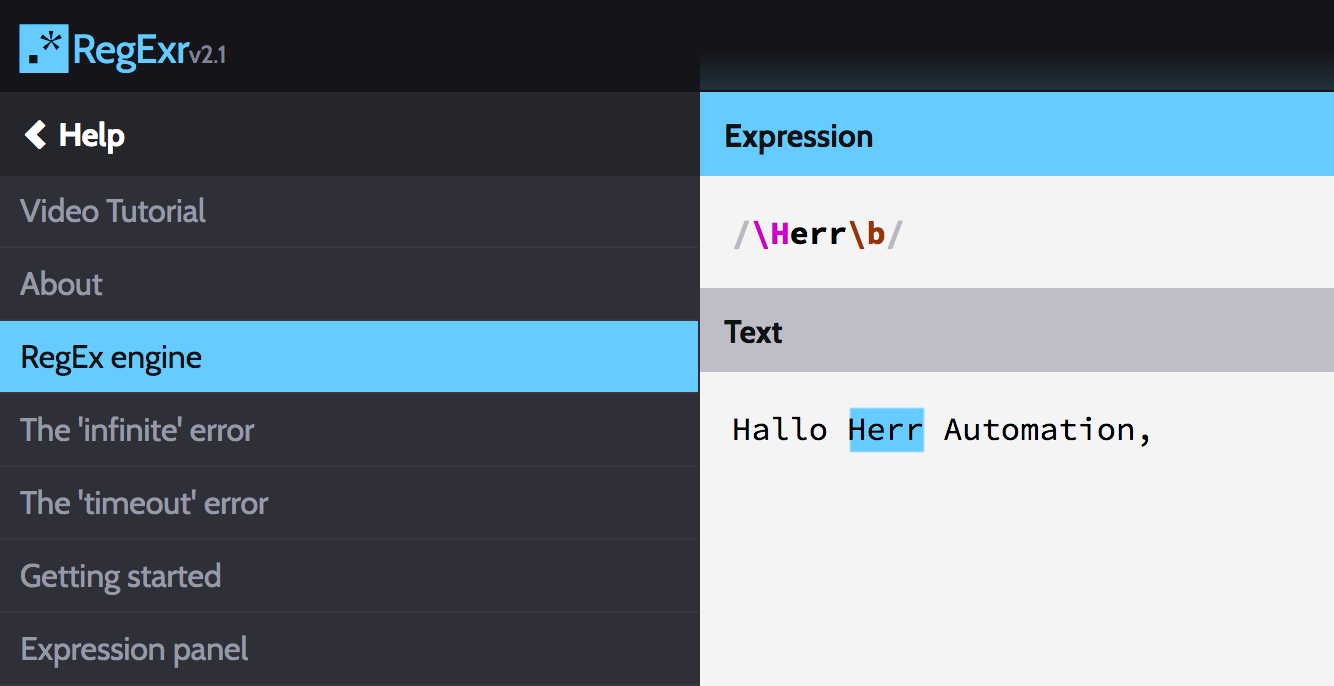 .* RegExr v2.1
Help
Video Tutorial
About
RegEx engine
The 'infinite' error
The 'timeout' error
Getting started
Expression panel
Expression
/\Herr\b/
Text
Hallo Herr Automation,